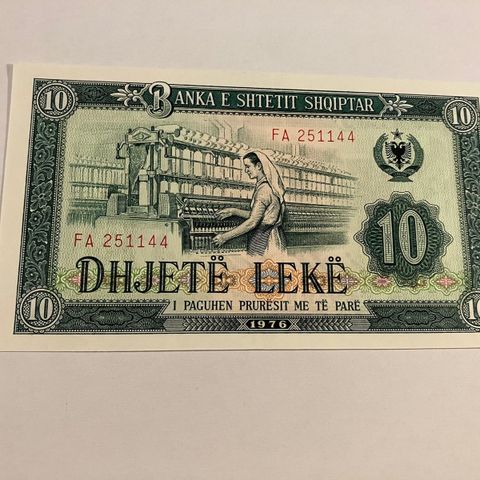 10
BANKA E SHTETIT SHQIPTAR
10
FA 251144
10
FA 251144
DHJETË LEKË
10
I PAGUHEN PRURËSIT ME TË PARË
10
1976